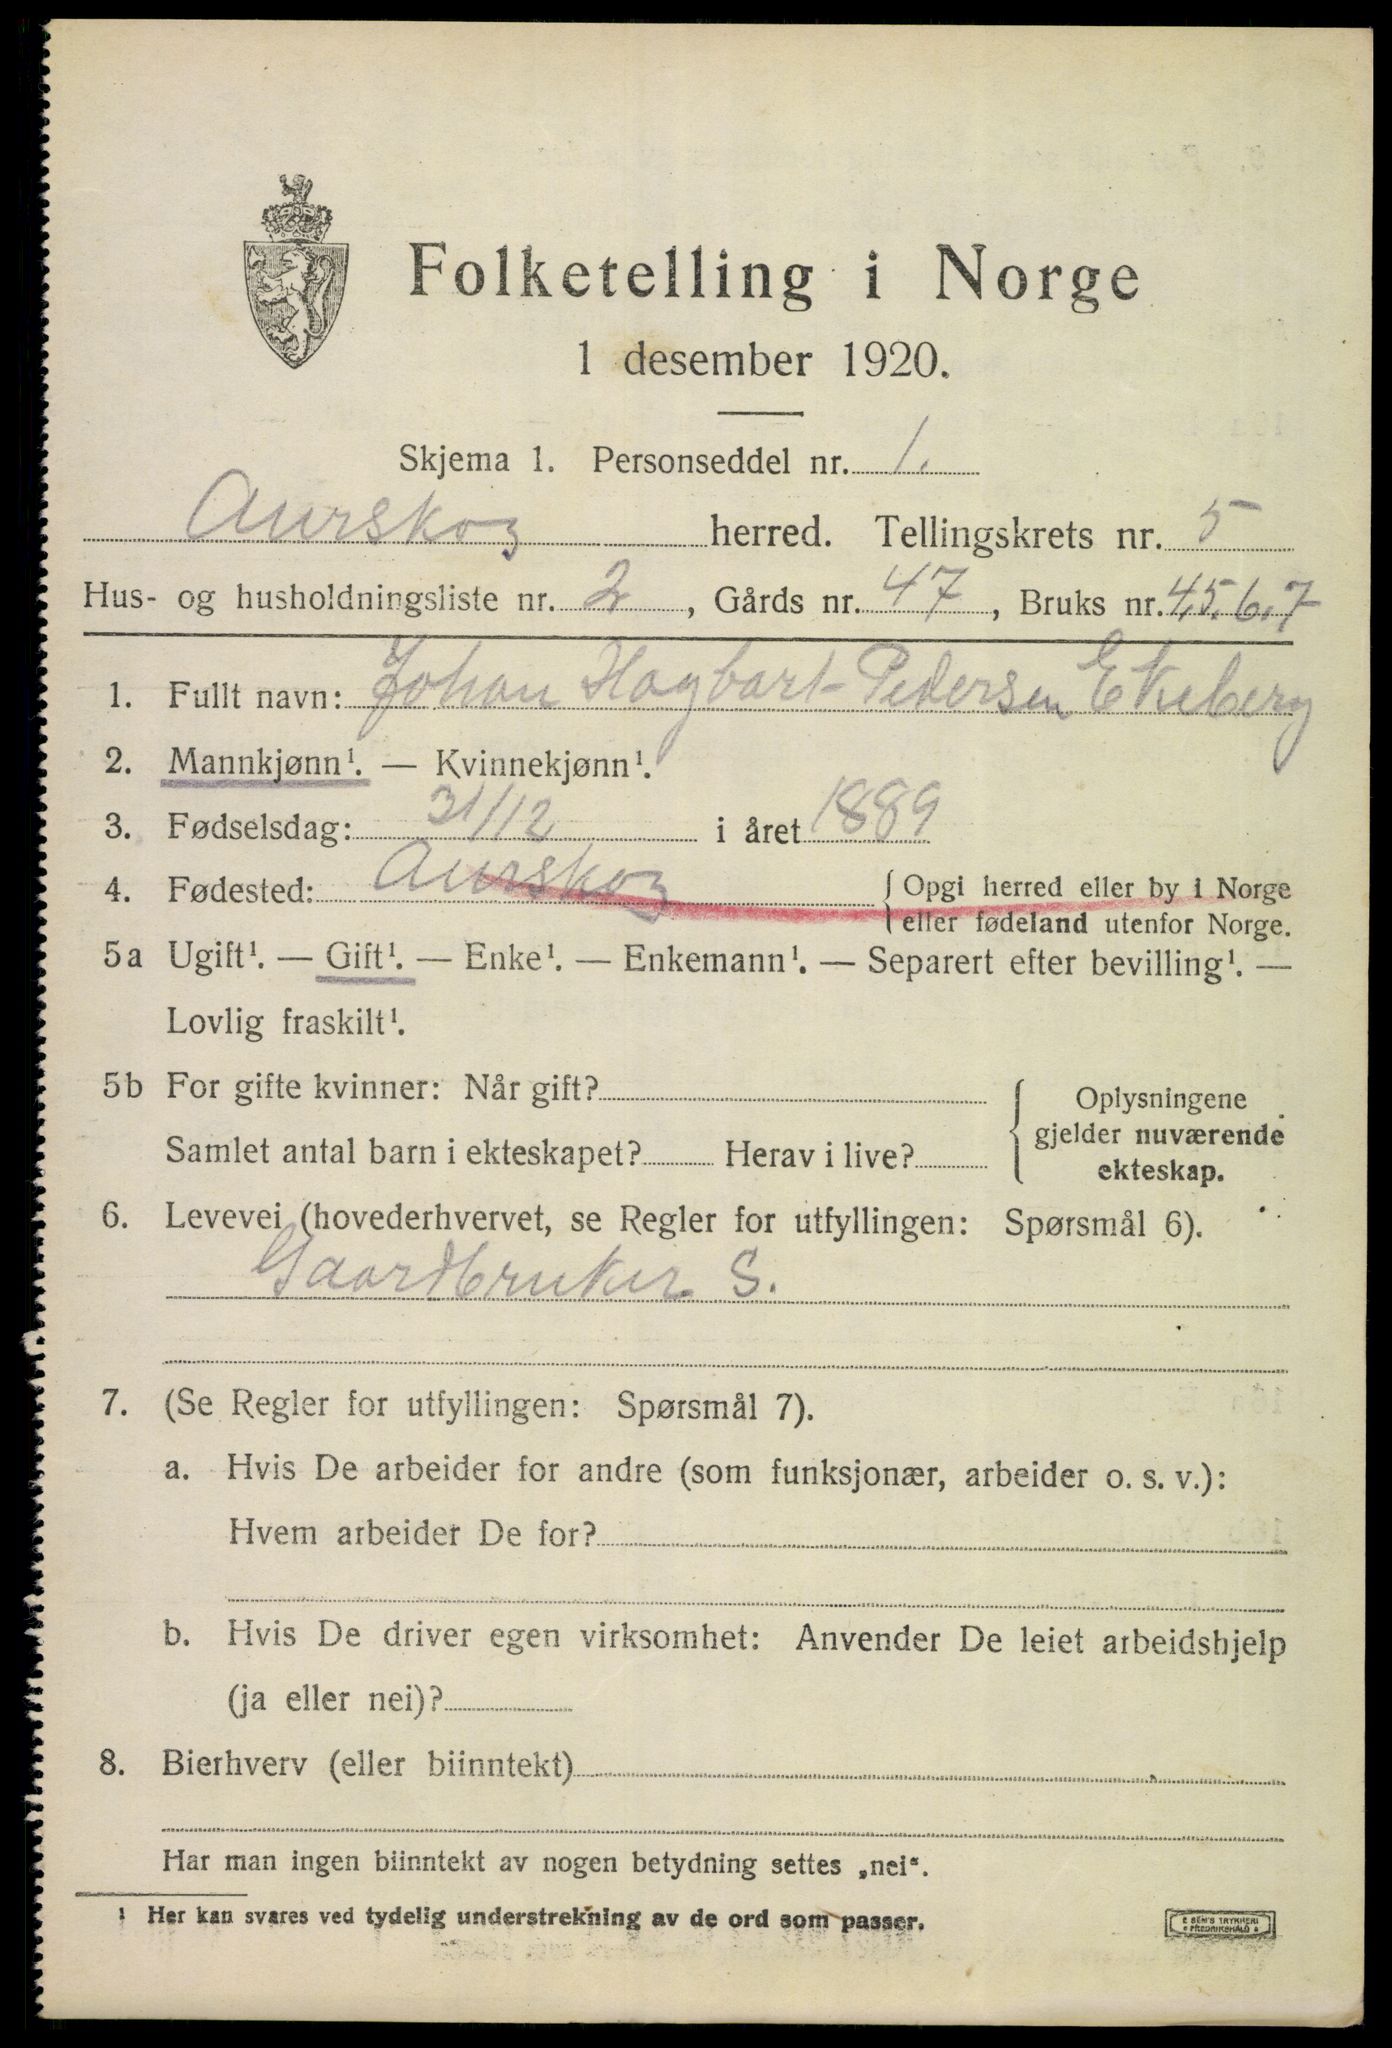 Folketelling i Norge
1 desember 1920.
Skjema 1. Personseddel nr. 1.
Aurskog herred. Tellingskrets nr. 5
Hus- og husholdningsliste nr. 2, Gårds nr. 47, Bruks nr. 4,5,6,7
1. Fullt navn: Johan Hagbart Pedersen Ekeberg
2. Mannkjønn¹. — Kvinnekjønn¹.
3. Fødselsdag: 31/12 i året 1889
4. Fødested: Aurskog { Opgi herred eller by i Norge
eller fødeland utenfor Norge.
5a Ugift¹. — Gift¹. — Enke¹. — Enkemann¹. — Separert efter bevilling¹. —
Lovlig fraskilt¹.
5b For gifte kvinner: Når gift? { Oplysningene
gjelder nuværende
Samlet antal barn i ekteskapet? Herav i live?
ekteskap.
6. Levevei (hovederhvervet, se Regler for utfyllingen: Spørsmål 6).
Gaardbruker S.
7. (Se Regler for utfyllingen: Spørsmål 7).
a. Hvis De arbeider for andre (som funksjonær, arbeider o. s. v.):
Hvem arbeider De for?
b. Hvis De driver egen virksomhet: Anvender De leiet arbeidshjelp
(ja eller nei)?
8. Bierhverv (eller biinntekt)
Har man ingen biinntekt av nogen betydning settes „nei“.
¹ Her kan svares ved tydelig understrekning av de ord som passer.
E SEM'S TRYKKERI
FREDRIKSHALD